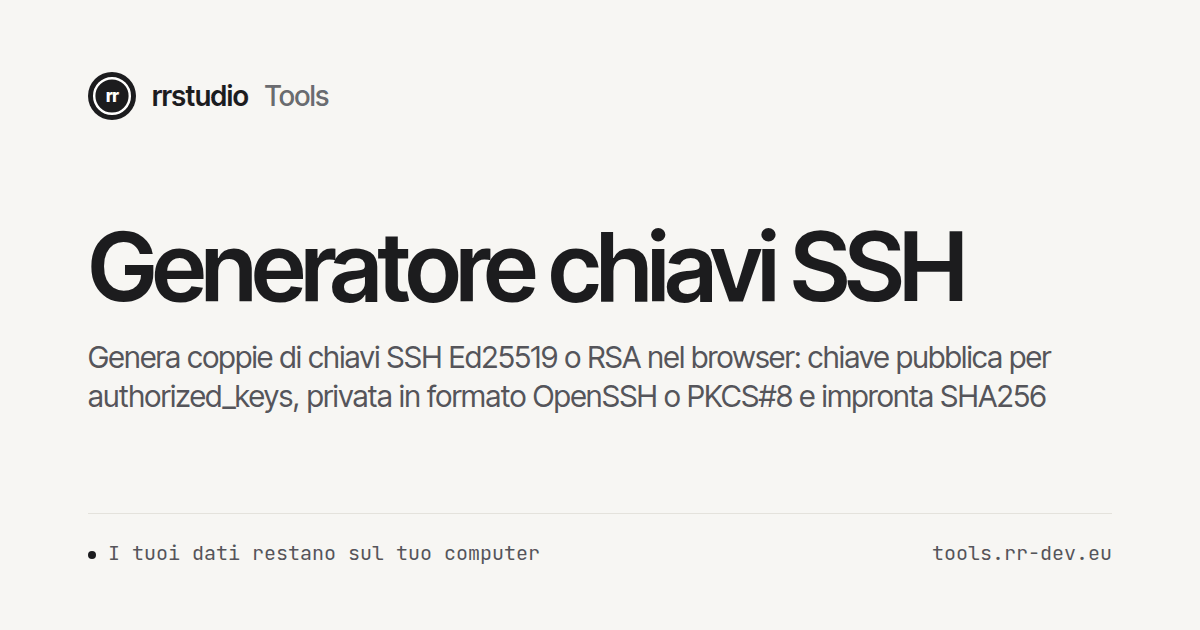 rr rrstudio Tools
Generatore chiavi SSH
Genera coppie di chiavi SSH Ed25519 o RSA nel browser: chiave pubblica per
authorized_keys, privata in formato OpenSSH o PKCS#8 e impronta SHA256
I tuoi dati restano sul tuo computer
tools.rr-dev.eu